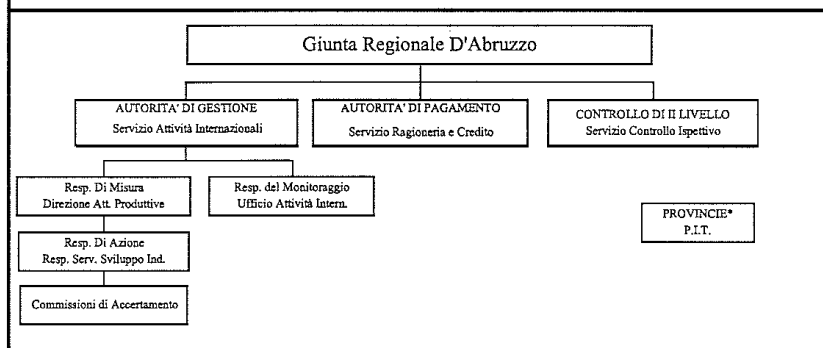 Giunta Regionale D'Abruzzo
AUTORITA' DI GESTIONE
Servizio Attività Internazionali
AUTORITA' DI PAGAMENTO
Servizio Ragioneria e Credito
CONTROLLO DI II LIVELLO
Servizio Controllo Ispettivo
Resp. Di Misura
Direzione Att. Produttive
Resp. del Monitoraggio
Ufficio Attività Intern.
PROVINCIE*
P.I.T.
Resp. Di Azione
Resp. Serv. Sviluppo Ind.
Commissioni di Accertamento